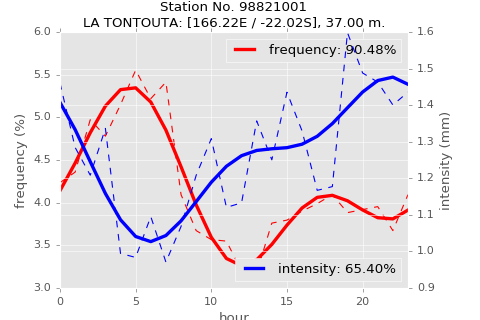 Station No. 98821001
LA TONTOUTA: [166.22E / -22.02S], 37.00 m.
6.0
5.5
5.0
4.5
4.0
3.5
3.0
frequency (%)
frequency: 90.48%
intensity: 65.40%
1.6
1.5
1.4
1.3
1.2
1.1
1.0
0.9
intensity (mm)
0
5
10
15
20
hour